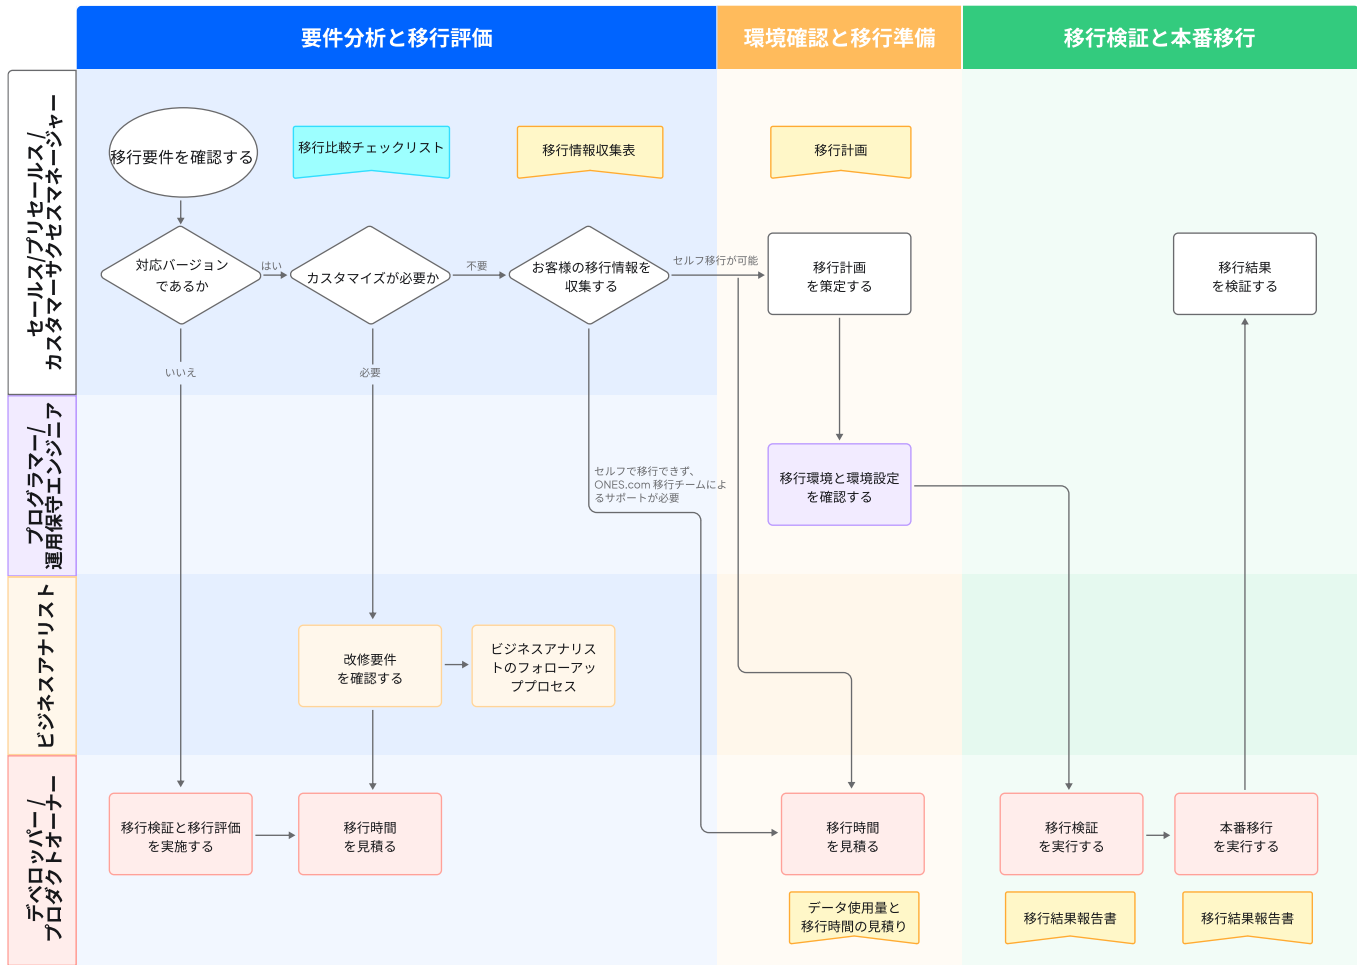 要件分析と移行評価
環境確認と移行準備
移行検証と本番移行
セールス/プリセールス/
カスタマーサクセスマネージャー
移行要件を確認する
移行比較チェックリスト
移行情報収集表
移行計画
対応バージョン
であるか
はい
カスタマイズが必要か
不要
お客様の移行情報を
収集する
セルフ移行が可能
移行計画
を策定する
移行結果
を検証する
いいえ
必要
プログラマー/
運用保守エンジニア
セルフで移行できず、
ONES.com 移行チームによ
るサポートが必要
移行環境と環境設定
を確認する
ビジネスアナリスト
改修要件
を確認する
ビジネスアナリス
トのフォローアッ
ププロセス
デベロッパー/
プロダクトオーナー
移行検証と移行評価
を実施する
移行時間
を見積る
移行時間
を見積る
移行検証
を実行する
本番移行
を実行する
データ使用量と
移行時間の見積り
移行結果報告書
移行結果報告書